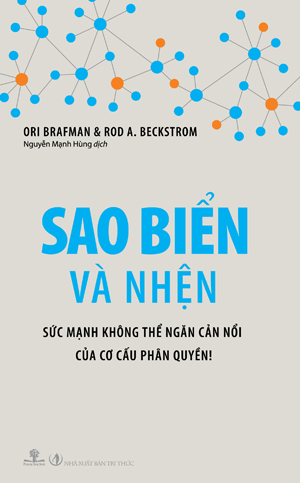 ORI BRAFMAN & ROD A. BECKSTROM
Nguyễn Mạnh Hùng dịch
SAO BIỂN
VÀ NHỆN
SỨC MẠNH KHÔNG THỂ NGĂN CẢN NỔI
CỦA CƠ CẤU PHÂN QUYỀN!
NHÀ XUẤT BẢN TRI THỨC